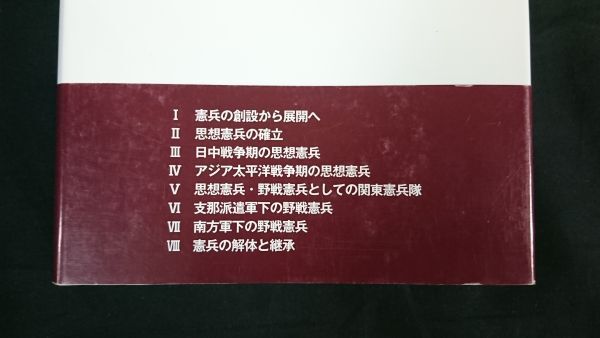 Ⅰ 憲兵の創設から展開へ
Ⅱ 思想憲兵の確立
Ⅲ 日中戦争期の思想憲兵
Ⅳ アジア太平洋戦争期の思想憲兵
Ⅴ 思想憲兵・野戦憲兵としての関東憲兵隊
Ⅵ 支那派遣軍下の野戦憲兵
Ⅶ 南方軍下の野戦憲兵
Ⅷ 憲兵の解体と継承